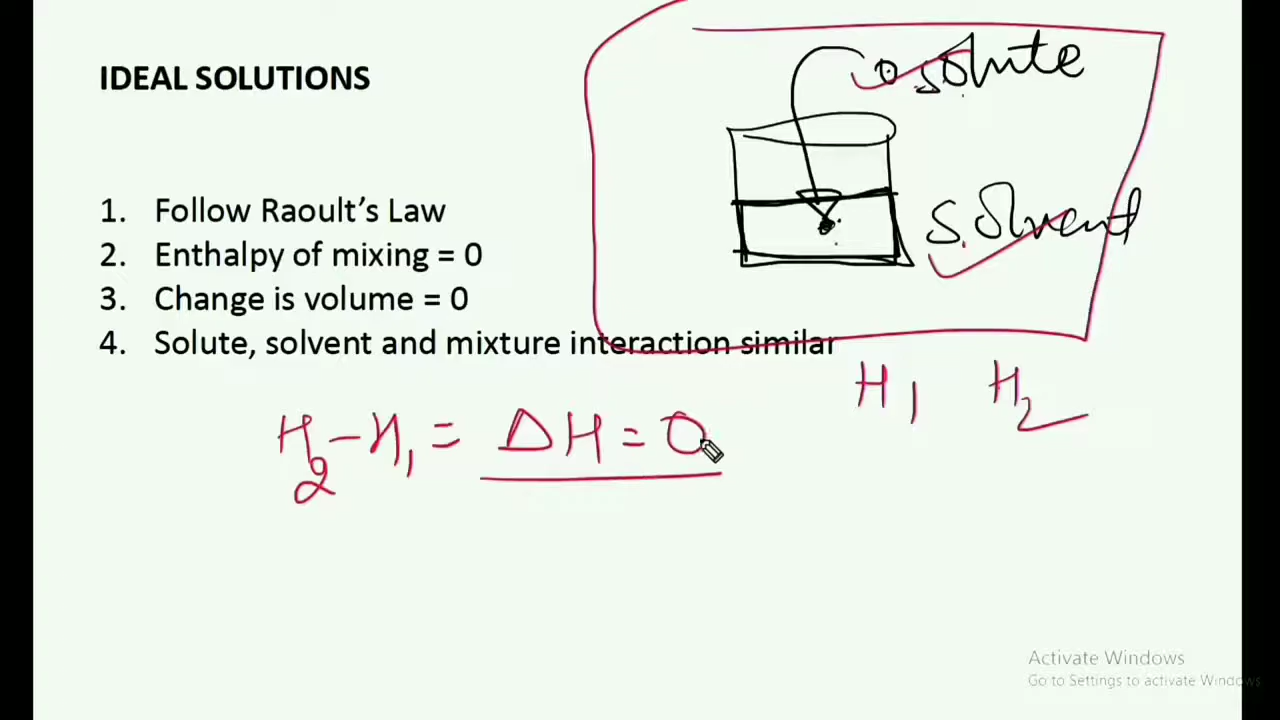 IDEAL SOLUTIONS
solute
1. Follow Raoult's Law
solvent
2. Enthalpy of mixing = 0
3. Change is volume = 0
4. Solute, solvent and mixture interaction similar
H1 H2
H2 - H1 = ΔH = 0
Activate Windows
Go to Settings to activate Windows